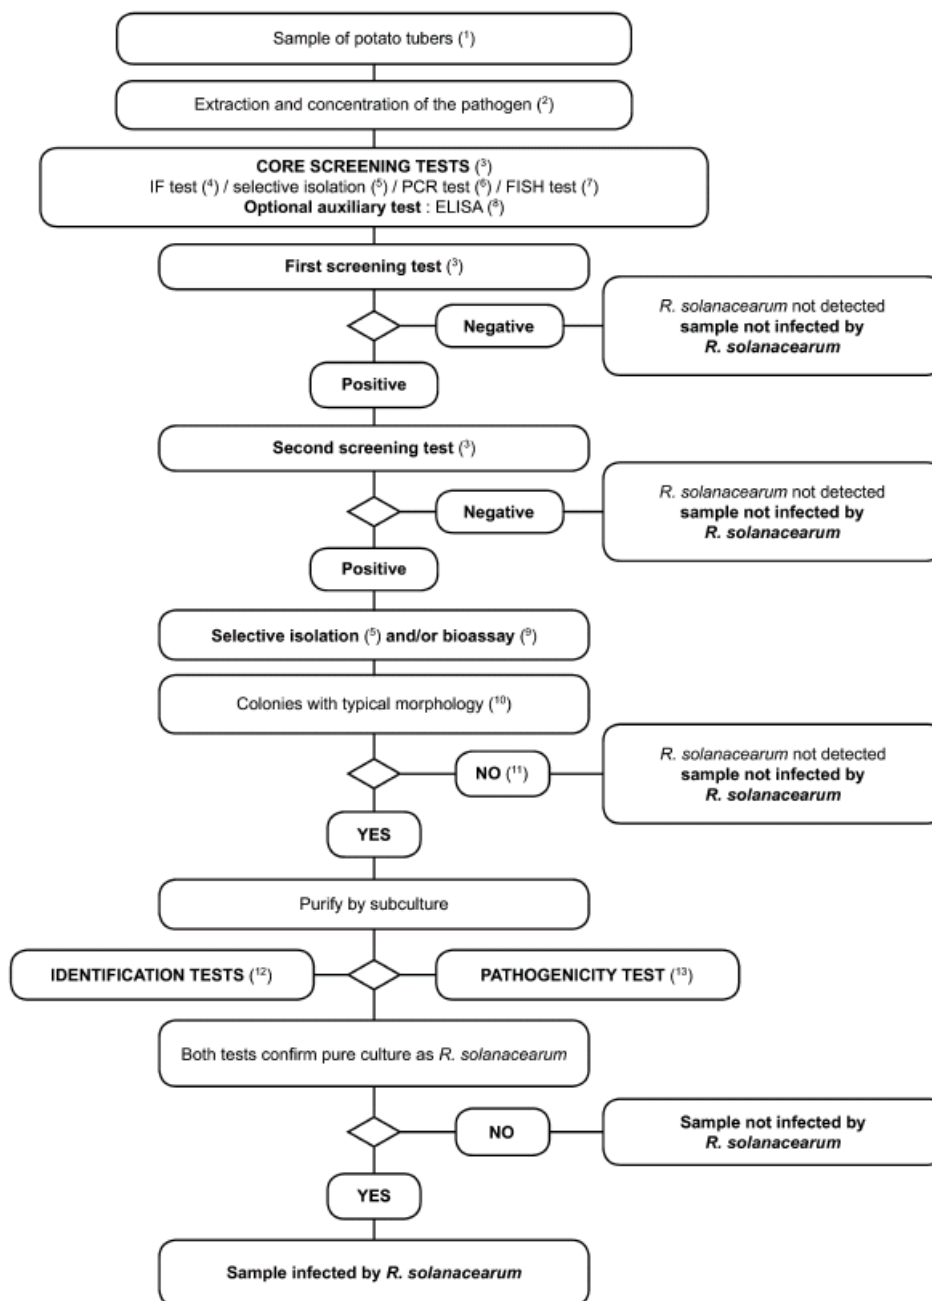 Sample of potato tubers (¹)
Extraction and concentration of the pathogen (²)
CORE SCREENING TESTS (³)
IF test (⁴) / selective isolation (⁵) / PCR test (⁶) / FISH test (⁷)
Optional auxiliary test : ELISA (⁸)
First screening test (³)
Negative
R. solanacearum not detected
sample not infected by
R. solanacearum
Positive
Second screening test (³)
Negative
R. solanacearum not detected
sample not infected by
R. solanacearum
Positive
Selective isolation (⁵) and/or bioassay (⁹)
Colonies with typical morphology (¹⁰)
NO (¹¹)
R. solanacearum not detected
sample not infected by
R. solanacearum
YES
Purify by subculture
IDENTIFICATION TESTS (¹²)
PATHOGENICITY TEST (¹³)
Both tests confirm pure culture as R. solanacearum
NO
Sample not infected by
R. solanacearum
YES
Sample infected by R. solanacearum